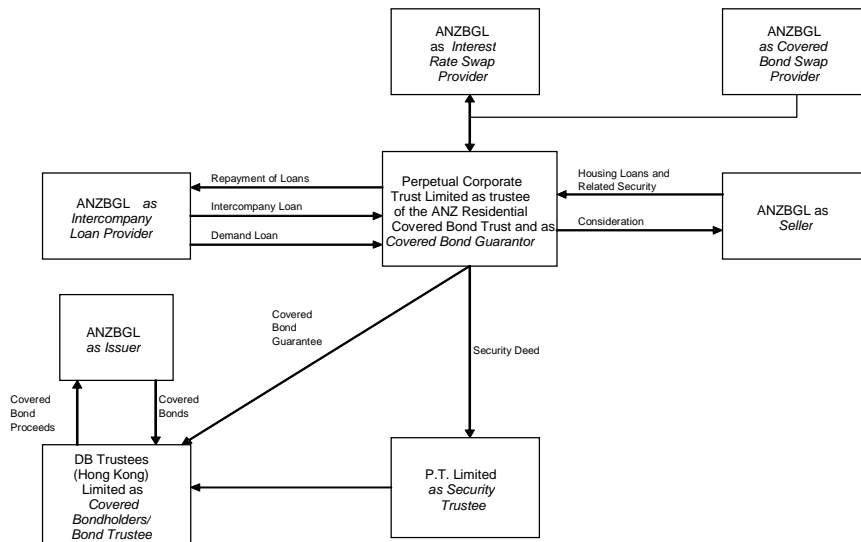 ANZBGL
as Interest
Rate Swap
Provider
ANZBGL
as Covered
Bond Swap
Provider
Repayment of Loans
Intercompany Loan
Demand Loan
ANZBGL as
Intercompany
Loan Provider
Perpetual Corporate
Trust Limited as trustee
of the ANZ Residential
Covered Bond Trust and as
Covered Bond Guarantor
Housing Loans and
Related Security
Consideration
ANZBGL as
Seller
ANZBGL
as Issuer
Covered
Bond
Guarantee
Security Deed
Covered
Bond
Proceeds
Covered
Bonds
DB Trustees
(Hong Kong)
Limited as
Covered
Bondholders/
Bond Trustee
P.T. Limited
as Security
Trustee